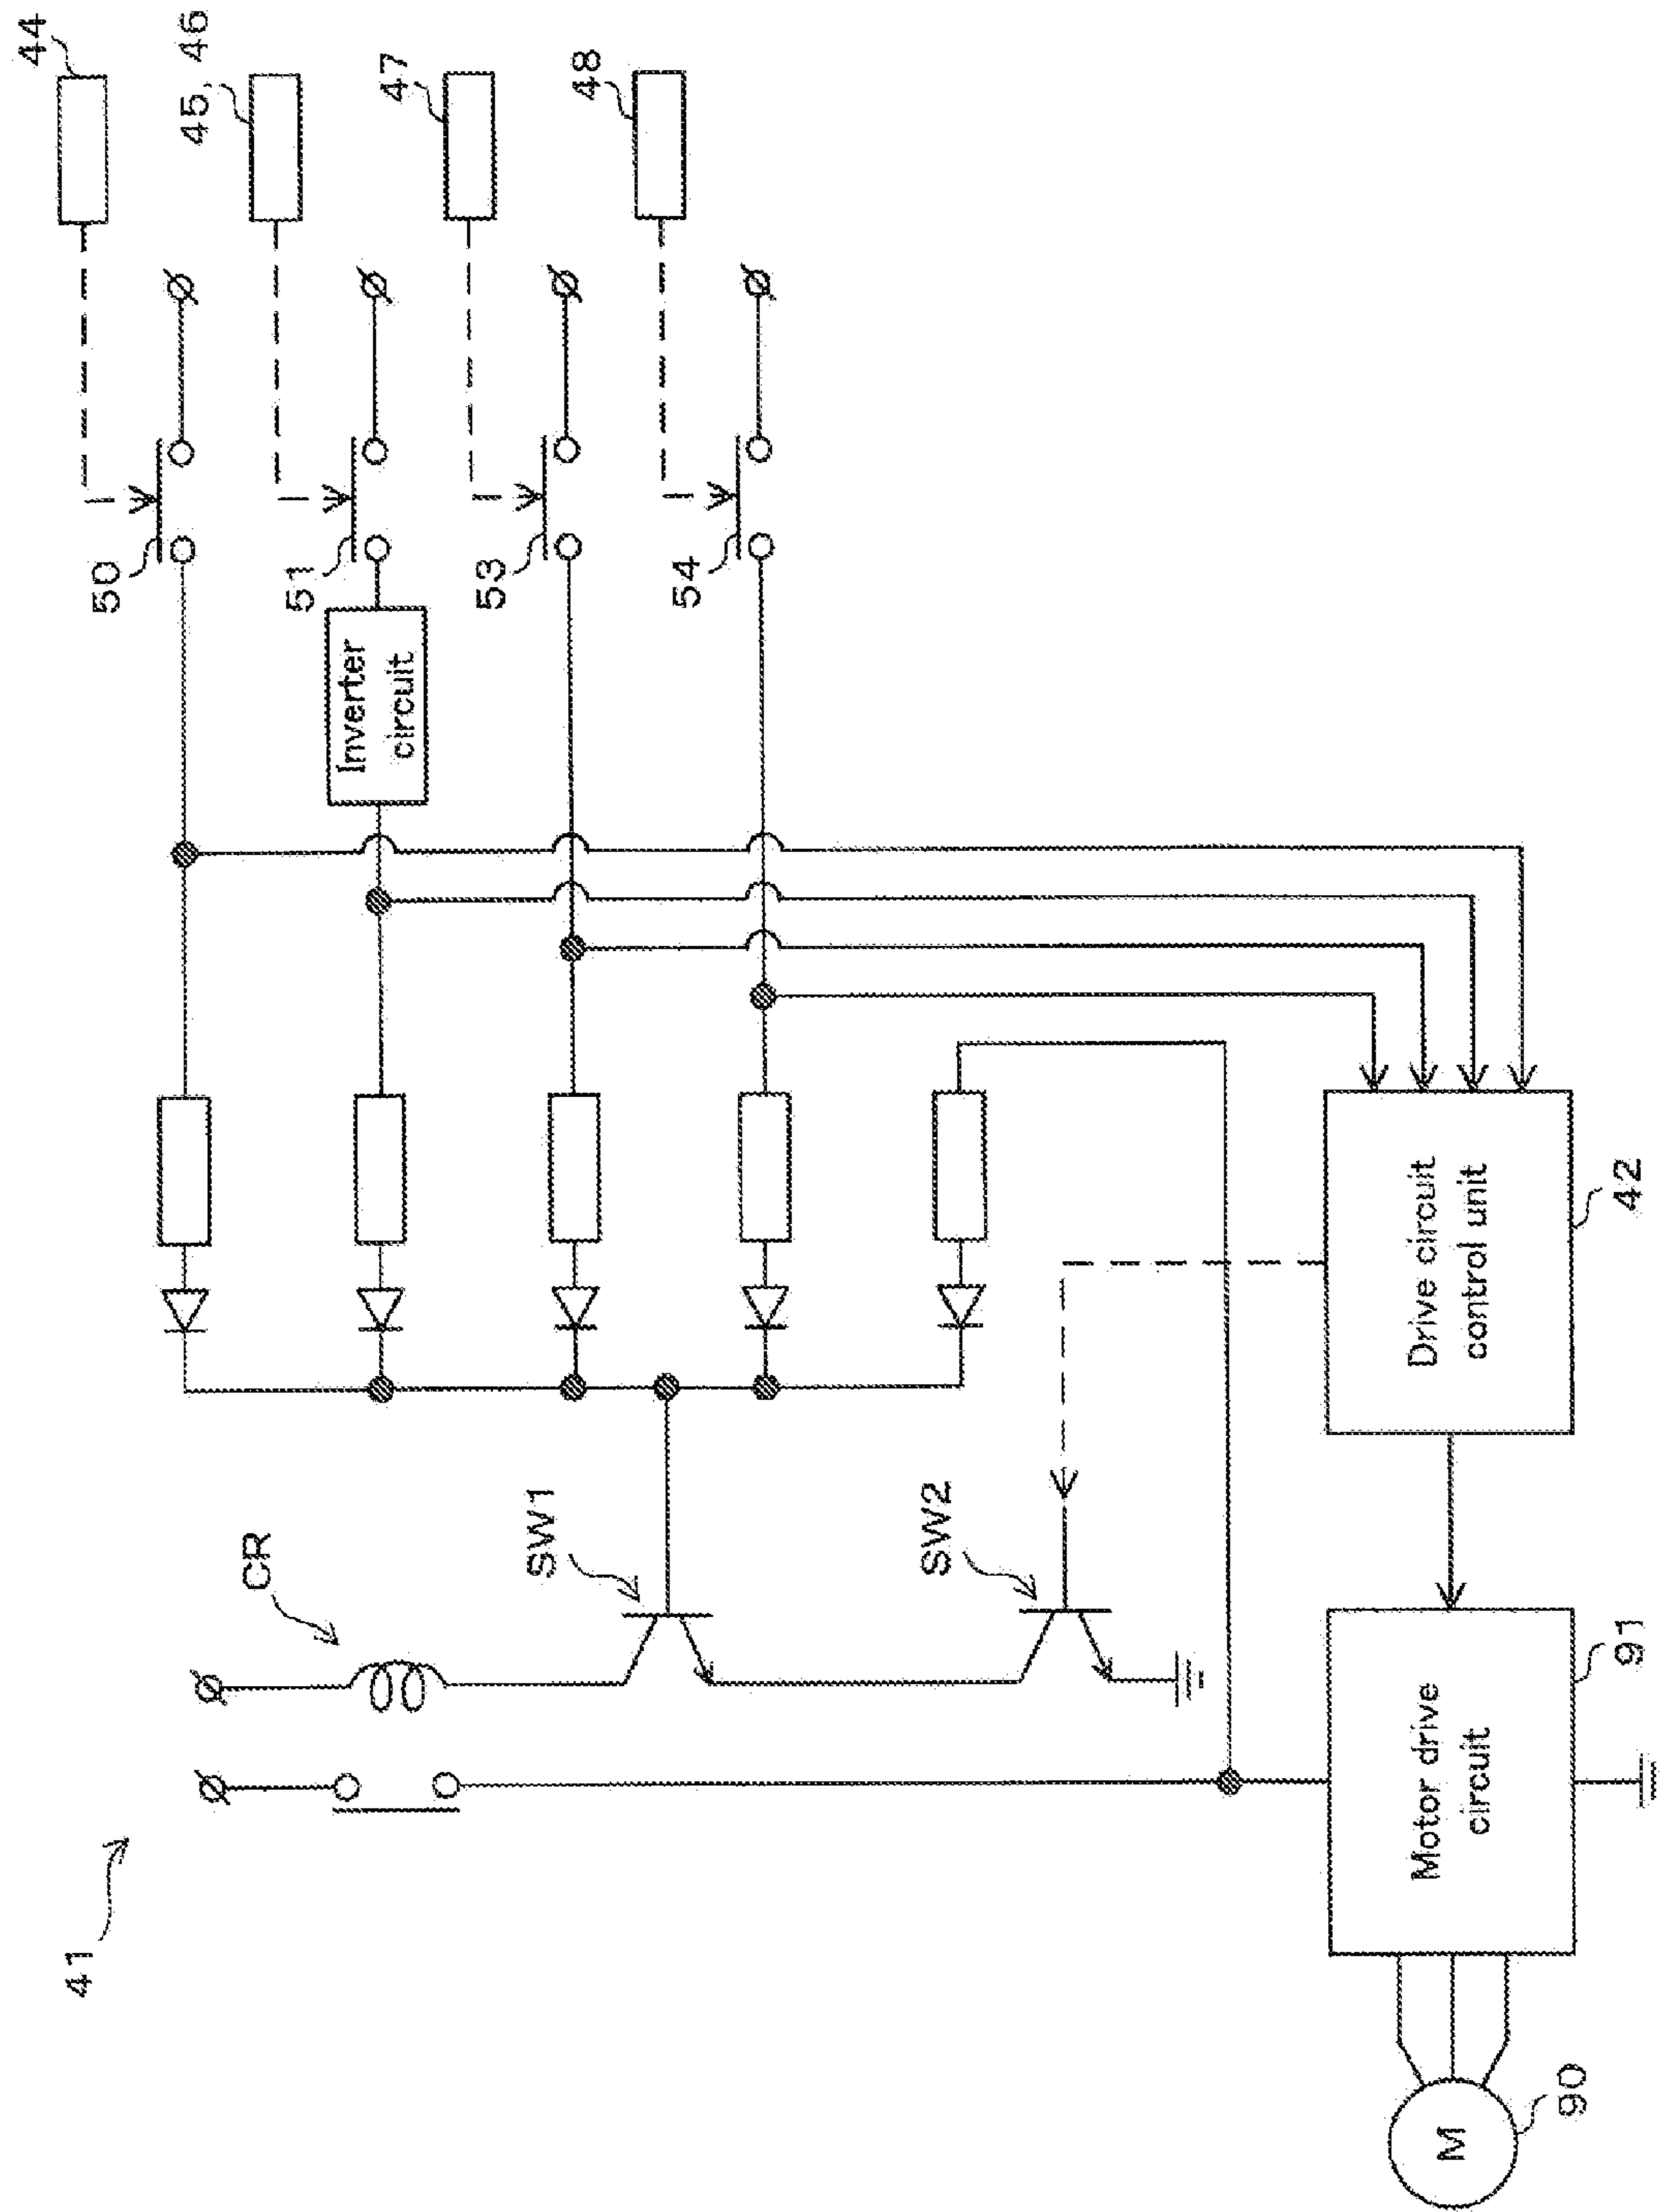 44
45, 46
47
48
50
51
53
54
Inverter
circuit
CR
SW1
SW2
Drive circuit
control unit
42
Motor drive
circuit
91
M
90
41